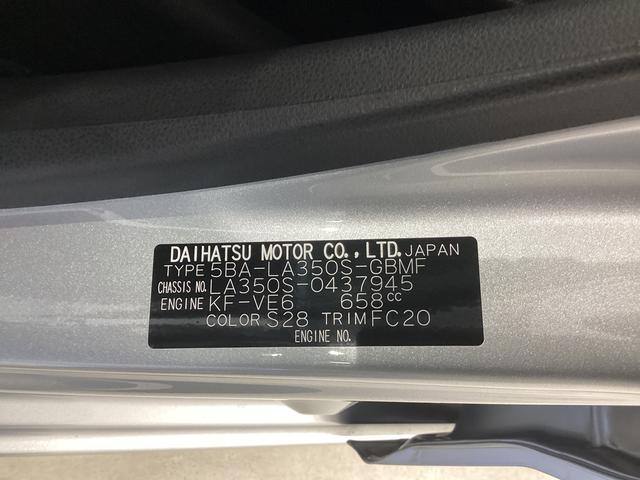 DAIHATSU MOTOR CO., LTD. JAPAN
TYPE 5BA-LA350S-GBMF
CHASSIS NO. LA350S-0437945
ENGINE KF-VE6 658cc
COLOR S28 TRIM FC20
ENGINE NO.